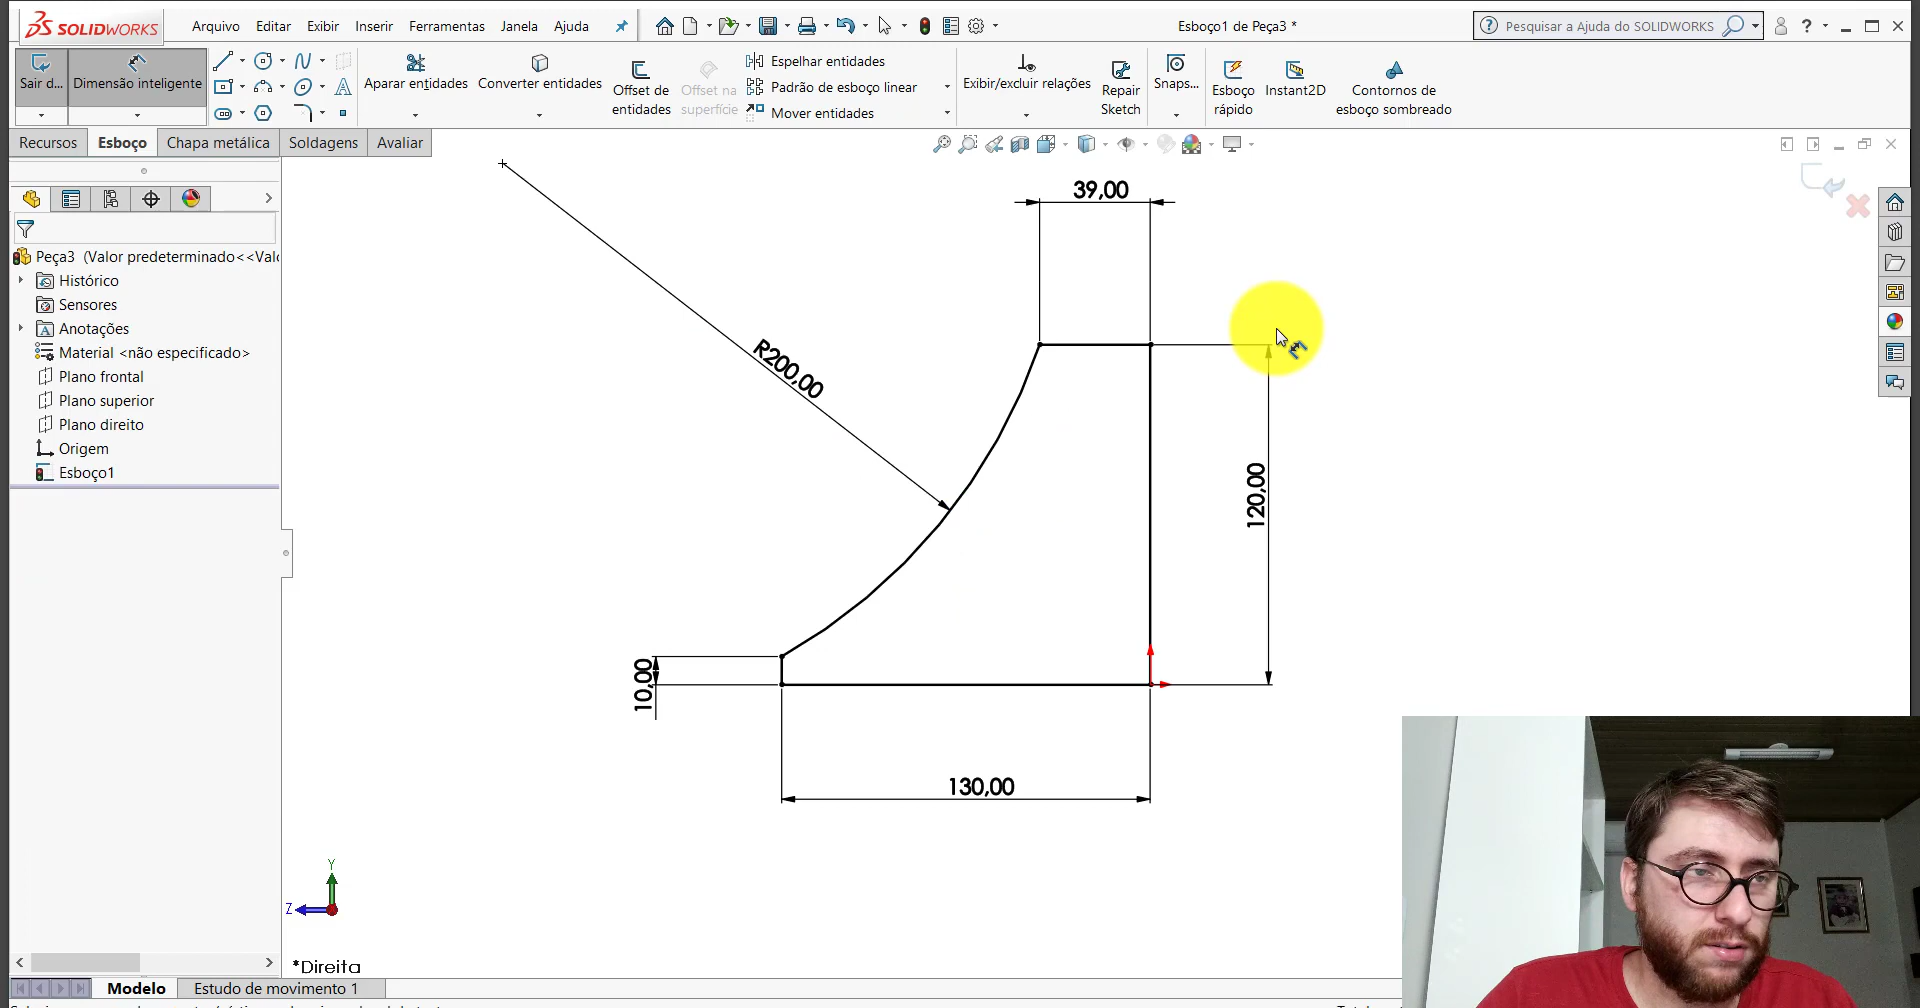 SOLIDWORKS
Arquivo Editar Exibir Inserir Ferramentas Janela Ajuda
Esboço1 de Peça3 *
Pesquisar a Ajuda do SOLIDWORKS
Sair d...
Dimensão inteligente
Aparar entidades
Converter entidades
Offset de entidades
Offset na superfície
Espelhar entidades
Padrão de esboço linear
Mover entidades
Exibir/excluir relações
Repair Sketch
Snaps...
Esboço rápido
Instant2D
Contornos de esboço sombreado
Recursos Esboço Chapa metálica Soldagens Avaliar
Peça3 (Valor predeterminado<<Val
Histórico
Sensores
Anotações
Material <não especificado>
Plano frontal
Plano superior
Plano direito
Origem
Esboço1
39,00
R200,00
120,00
10,00
130,00
Y
Z
*Direita
Modelo Estudo de movimento 1